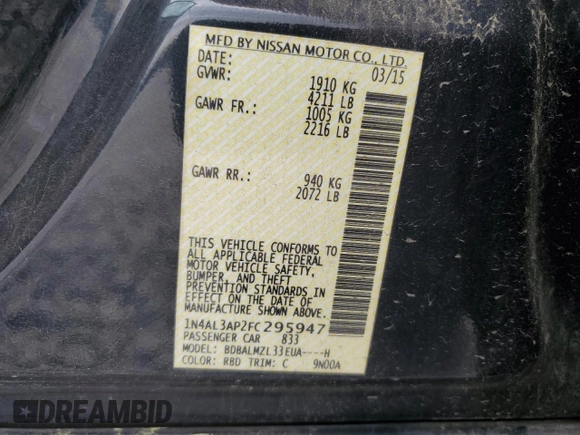 MFD BY NISSAN MOTOR CO., LTD.
DATE: 03/15
GVWR: 1910 KG
4211 LB
GAWR FR.: 1005 KG
2216 LB
GAWR RR.: 940 KG
2072 LB
THIS VEHICLE CONFORMS TO
ALL APPLICABLE FEDERAL
MOTOR VEHICLE SAFETY,
BUMPER, AND THEFT
PREVENTION STANDARDS IN
EFFECT ON THE DATE OF
MANUFACTURE SHOWN ABOVE.
1N4AL3AP2FC295947
PASSENGER CAR 833
MODEL: BDBALMZL33EUA----H
COLOR: RBD TRIM: C 9N00A
DREAMBID